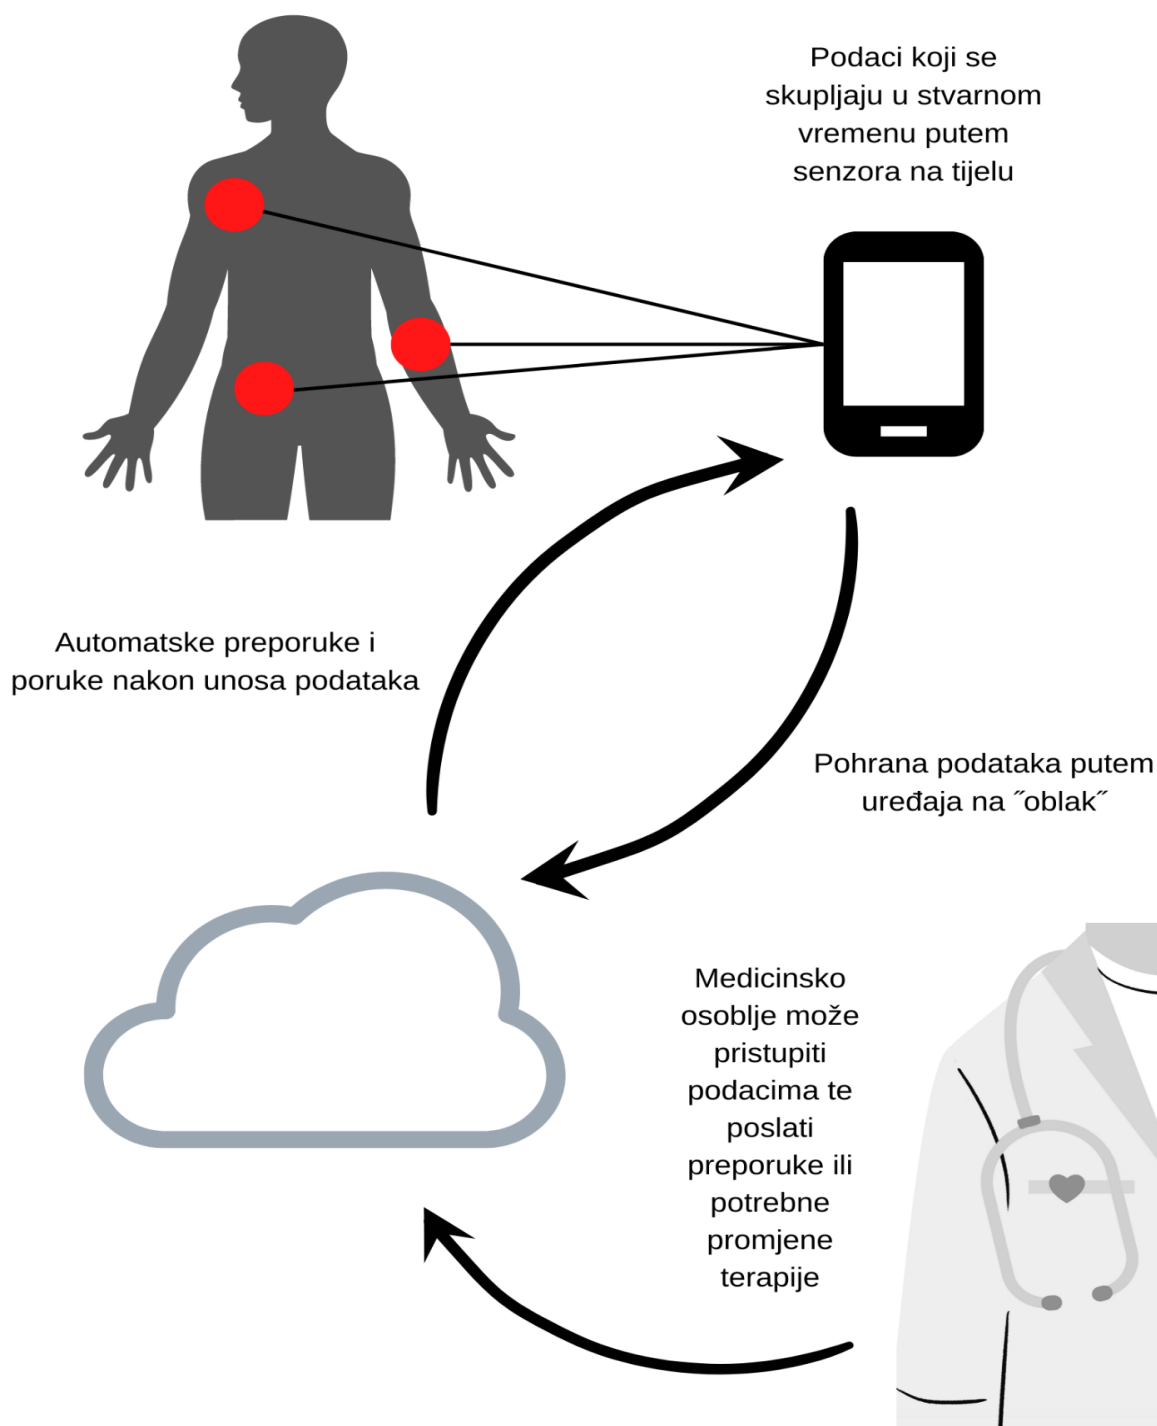 Podaci koji se
skupljaju u stvarnom
vremenu putem
senzora na tijelu
Automatske preporuke i
poruke nakon unosa podataka
Pohrana podataka putem
uređaja na ˝oblak˝
Medicinsko
osoblje može
pristupiti
podacima te
poslati
preporuke ili
potrebne
promjene
terapije